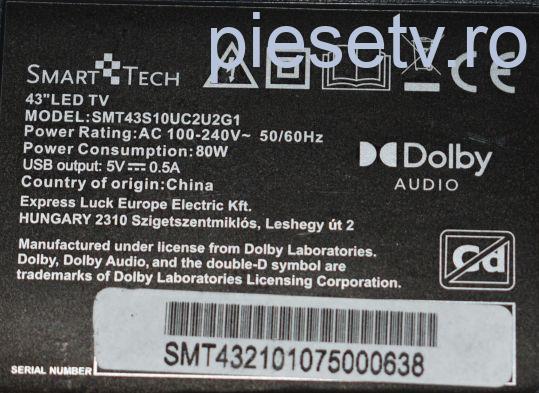 piesetv.ro
SMART TECH
43"LED TV
MODEL:SMT43S10UC2U2G1
Power Rating:AC 100-240V~ 50/60Hz
Power Consumption:80W
USB output: 5V⎓0.5A
Country of origin:China
Dolby
AUDIO
Express Luck Europe Electric Kft.
HUNGARY 2310 Szigetszentmiklós, Leshegy út 2
Manufactured under license from Dolby Laboratories.
Dolby, Dolby Audio, and the double-D symbol are
trademarks of Dolby Laboratories Licensing Corporation.
Cd
SERIAL NUMBER
SMT432101075000638